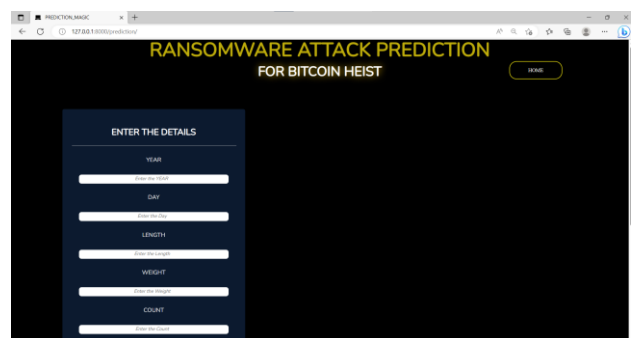 PREDICTION_MAGIC
127.0.0.1:8000/prediction/
RANSOMWARE ATTACK PREDICTION
FOR BITCOIN HEIST
HOME
ENTER THE DETAILS
YEAR
Enter the YEAR
DAY
Enter the Day
LENGTH
Enter the Length
WEIGHT
Enter the Weight
COUNT
Enter the Count